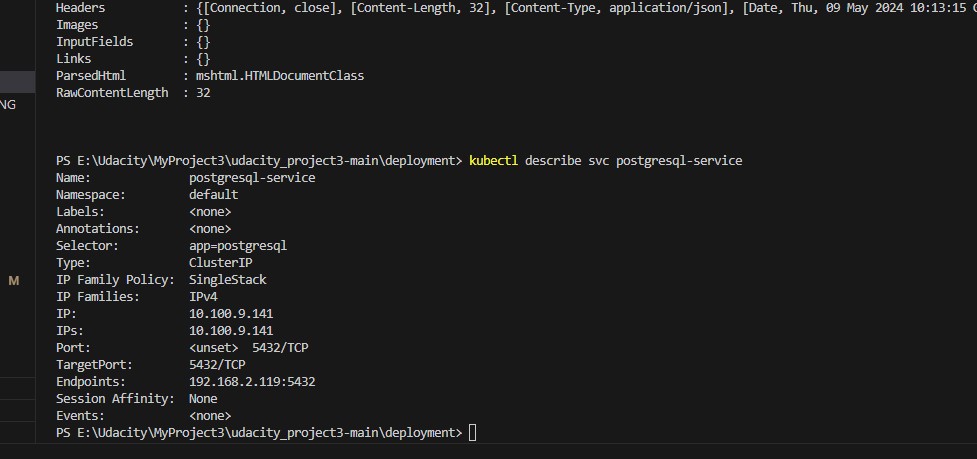 Headers          : {[Connection, close], [Content-Length, 32], [Content-Type, application/json], [Date, Thu, 09 May 2024 10:13:15
Images           : {}
InputFields      : {}
Links            : {}
ParsedHtml       : mshtml.HTMLDocumentClass
RawContentLength : 32
NG
PS E:\Udacity\MyProject3\udacity_project3-main\deployment> kubectl describe svc postgresql-service
Name:              postgresql-service
Namespace:         default
Labels:            <none>
Annotations:       <none>
Selector:          app=postgresql
Type:              ClusterIP
M
IP Family Policy:  SingleStack
IP Families:       IPv4
IP:                10.100.9.141
IPs:               10.100.9.141
Port:              <unset>  5432/TCP
TargetPort:        5432/TCP
Endpoints:         192.168.2.119:5432
Session Affinity:  None
Events:            <none>
PS E:\Udacity\MyProject3\udacity_project3-main\deployment>